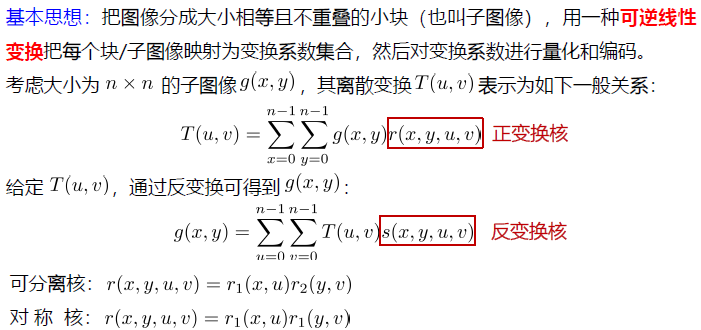 基本思想：把图像分成大小相等且不重叠的小块（也叫子图像），用一种可逆线性
变换把每个块/子图像映射为变换系数集合，然后对变换系数进行量化和编码。
考虑大小为 n × n 的子图像g(x, y)，其离散变换T(u, v)表示为如下一般关系：
T(u, v) = \sum_{x=0}^{n-1} \sum_{y=0}^{n-1} g(x, y)r(x, y, u, v) 正变换核
给定 T(u, v)，通过反变换可得到g(x, y)：
g(x, y) = \sum_{u=0}^{n-1} \sum_{v=0}^{n-1} T(u, v)s(x, y, u, v) 反变换核
可分离核：r(x, y, u, v) = r_1(x, u)r_2(y, v)
对 称 核：r(x, y, u, v) = r_1(x, u)r_1(y, v)